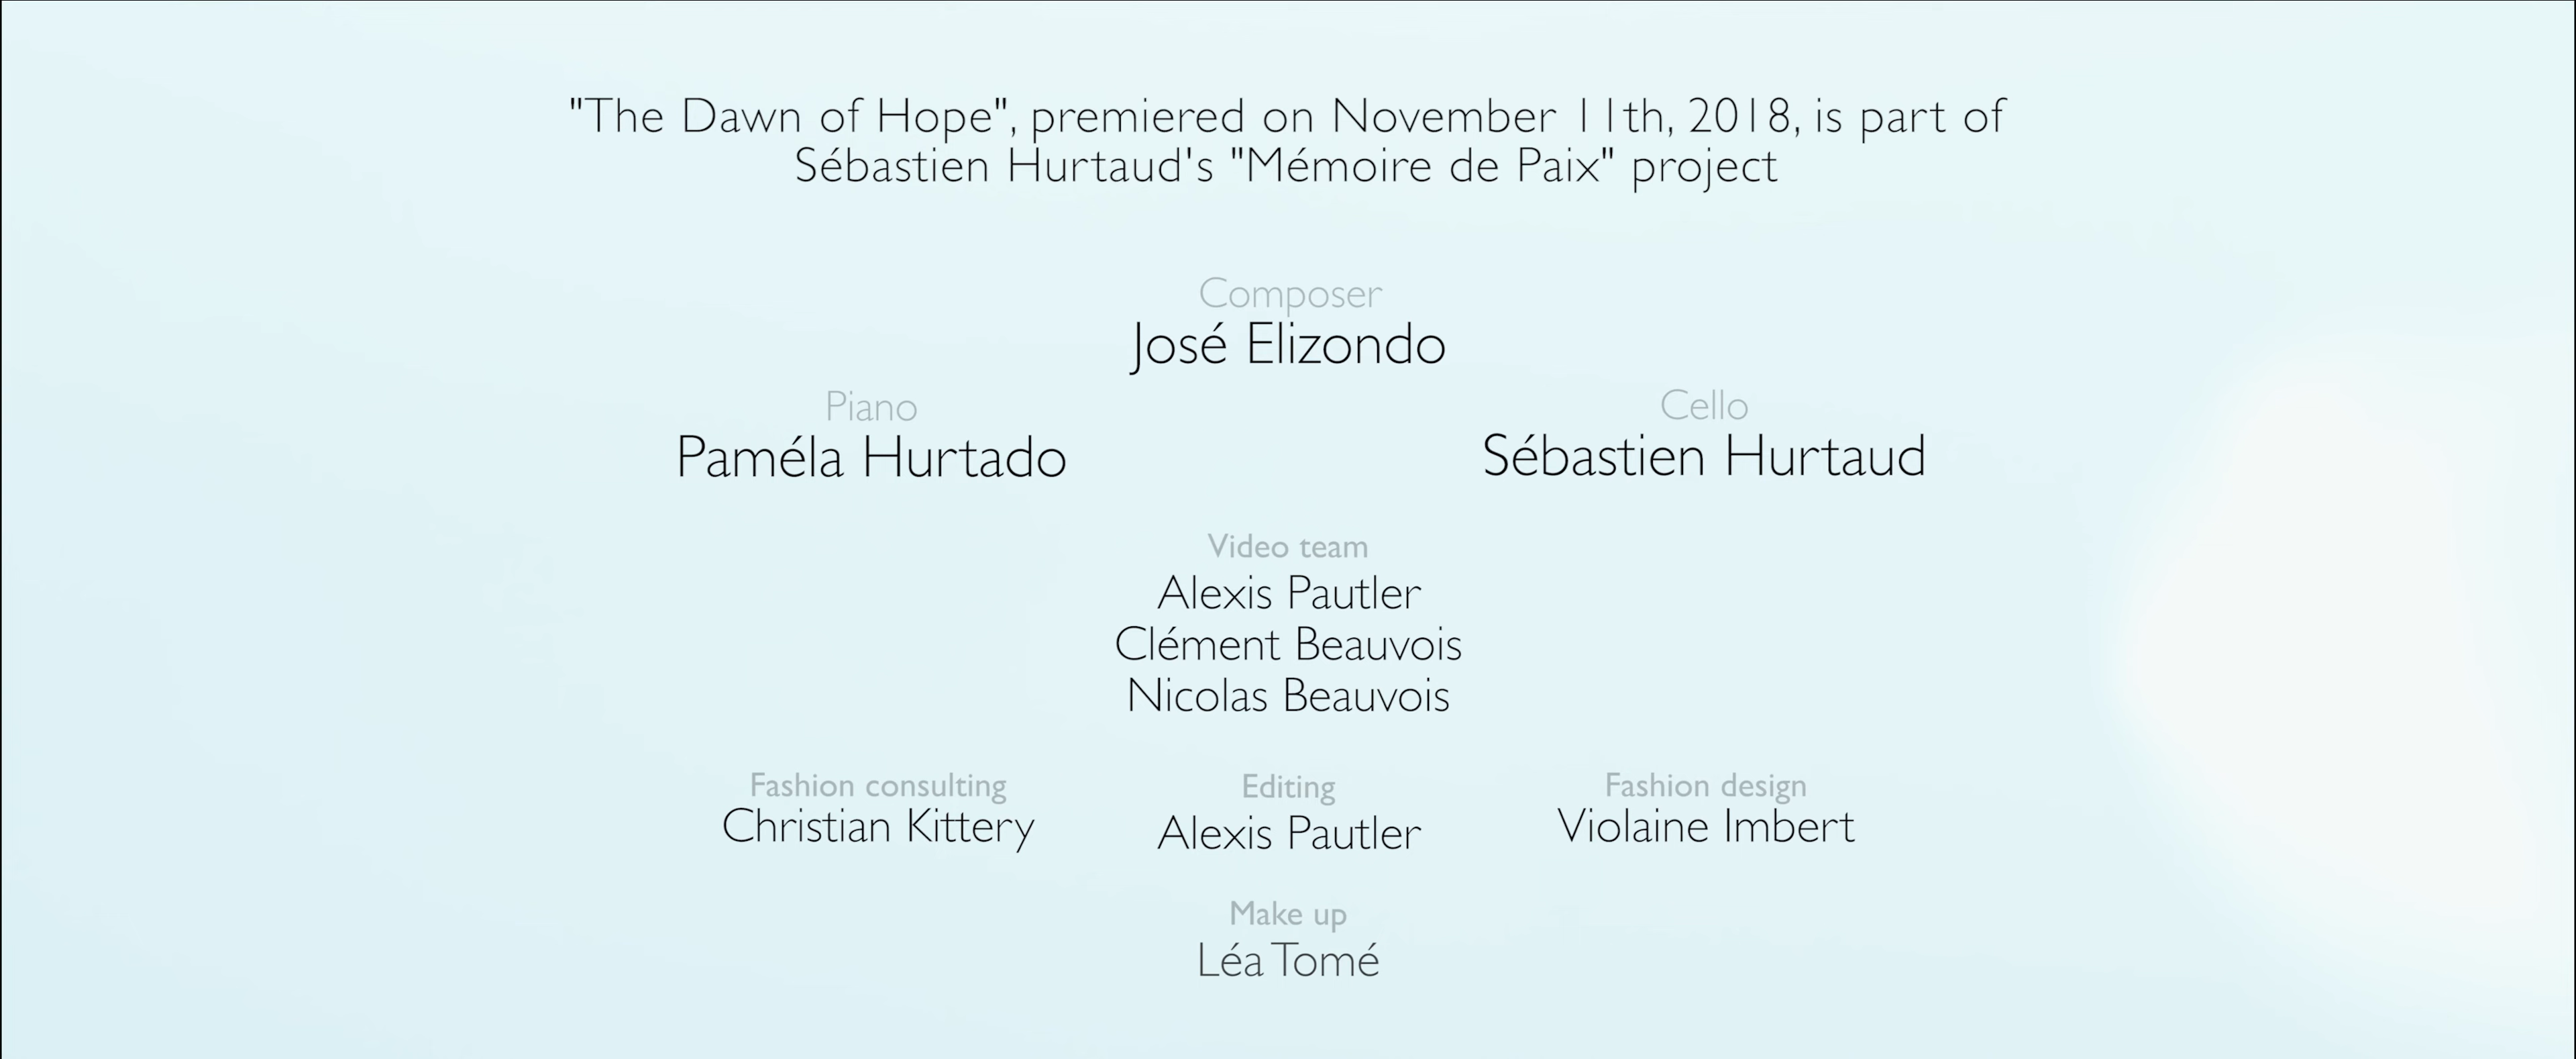 "The Dawn of Hope", premiered on November 11th, 2018, is part of
Sébastien Hurtaud's "Mémoire de Paix" project
Composer
José Elizondo
Piano
Paméla Hurtado
Cello
Sébastien Hurtaud
Video team
Alexis Pautler
Clément Beauvois
Nicolas Beauvois
Fashion consulting
Christian Kittery
Editing
Alexis Pautler
Fashion design
Violaine Imbert
Make up
Léa Tomé